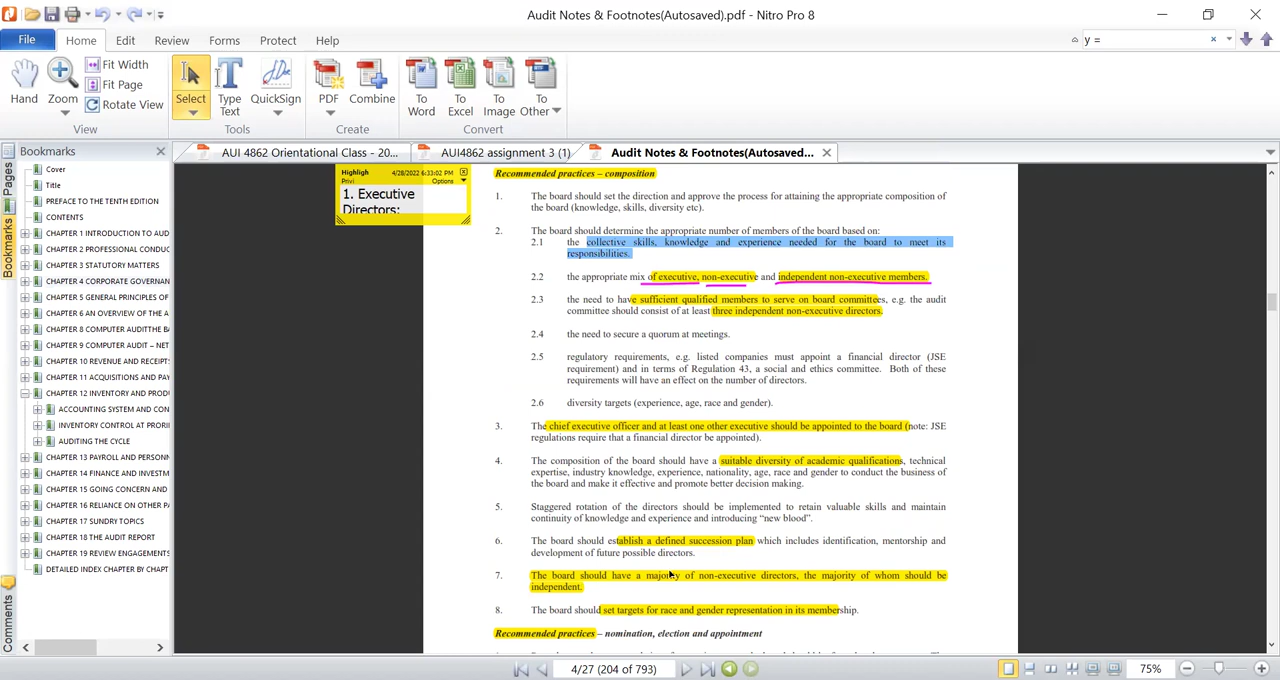 Audit Notes & Footnotes(Autosaved).pdf - Nitro Pro 8
File Home Edit Review Forms Protect Help
y =
Hand
Zoom
Fit Width
Fit Page
Rotate View
View
Select
Type Text
QuickSign
Tools
PDF
Combine
Create
To Word
To Excel
To Image
To Other
Convert
Bookmarks
AUI 4862 Orientational Class - 20...
AUI4862 assignment 3 (1)
Audit Notes & Footnotes(Autosaved...
Pages
Bookmarks
Comments
Cover
Title
PREFACE TO THE TENTH EDITION
CONTENTS
CHAPTER 1 INTRODUCTION TO AUD
CHAPTER 2 PROFESSIONAL CONDUC
CHAPTER 3 STATUTORY MATTERS
CHAPTER 4 CORPORATE GOVERNAN
CHAPTER 5 GENERAL PRINCIPLES OF
CHAPTER 6 AN OVERVIEW OF THE A
CHAPTER 8 COMPUTER AUDITTHE B
CHAPTER 9 COMPUTER AUDIT – NET
CHAPTER 10 REVENUE AND RECEIPT
CHAPTER 11 ACQUISITIONS AND PAY
CHAPTER 12 INVENTORY AND PROD
ACCOUNTING SYSTEM AND CON
INVENTORY CONTROL AT PRORI
AUDITING THE CYCLE
CHAPTER 13 PAYROLL AND PERSONN
CHAPTER 14 FINANCE AND INVESTM
CHAPTER 15 GOING CONCERN AND
CHAPTER 16 RELIANCE ON OTHER PA
CHAPTER 17 SUNDRY TOPICS
CHAPTER 18 THE AUDIT REPORT
CHAPTER 19 REVIEW ENGAGEMENTS
DETAILED INDEX CHAPTER BY CHAPT
Highligh 4/28/2022 6:33:02 PM
Privi Options
1. Executive
Directors:
Recommended practices – composition
1. The board should set the direction and approve the process for attaining the appropriate composition of
the board (knowledge, skills, diversity etc).
2. The board should determine the appropriate number of members of the board based on:
2.1 the collective skills, knowledge and experience needed for the board to meet its
responsibilities.
2.2 the appropriate mix of executive, non-executive and independent non-executive members.
2.3 the need to have sufficient qualified members to serve on board committees, e.g. the audit
committee should consist of at least three independent non-executive directors.
2.4 the need to secure a quorum at meetings.
2.5 regulatory requirements, e.g. listed companies must appoint a financial director (JSE
requirement) and in terms of Regulation 43, a social and ethics committee. Both of these
requirements will have an effect on the number of directors.
2.6 diversity targets (experience, age, race and gender).
3. The chief executive officer and at least one other executive should be appointed to the board (note: JSE
regulations require that a financial director be appointed).
4. The composition of the board should have a suitable diversity of academic qualifications, technical
expertise, industry knowledge, experience, nationality, age, race and gender to conduct the business of
the board and make it effective and promote better decision making.
5. Staggered rotation of the directors should be implemented to retain valuable skills and maintain
continuity of knowledge and experience and introducing “new blood”.
6. The board should establish a defined succession plan which includes identification, mentorship and
development of future possible directors.
7. The board should have a majority of non-executive directors, the majority of whom should be
independent.
8. The board should set targets for race and gender representation in its membership.
Recommended practices – nomination, election and appointment
4/27 (204 of 793)
75%